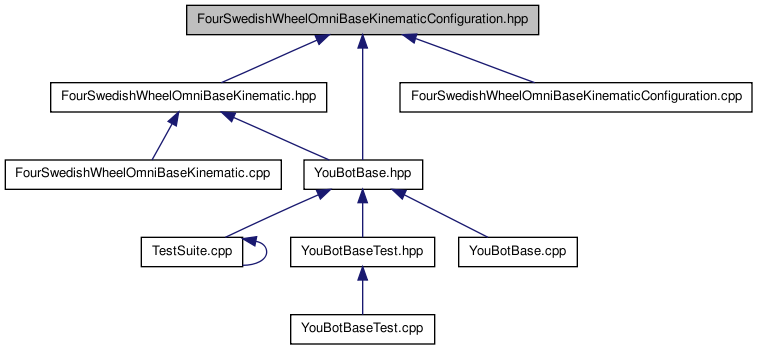 FourSwedishWheelOmniBaseKinematicConfiguration.hpp
FourSwedishWheelOmniBaseKinematic.hpp
FourSwedishWheelOmniBaseKinematicConfiguration.cpp
FourSwedishWheelOmniBaseKinematic.cpp
YouBotBase.hpp
TestSuite.cpp
YouBotBaseTest.hpp
YouBotBase.cpp
YouBotBaseTest.cpp